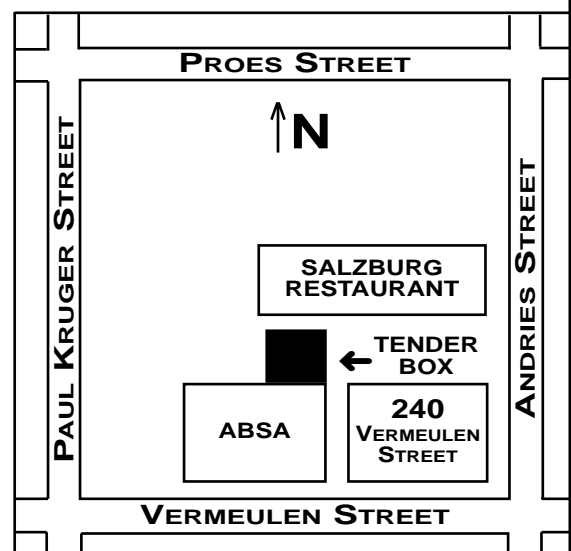 PROES STREET
N
PAUL KRUGER STREET
ANDRIES STREET
SALZBURG
RESTAURANT
TENDER
BOX
ABSA
240
VERMEULEN
STREET
VERMEULEN STREET